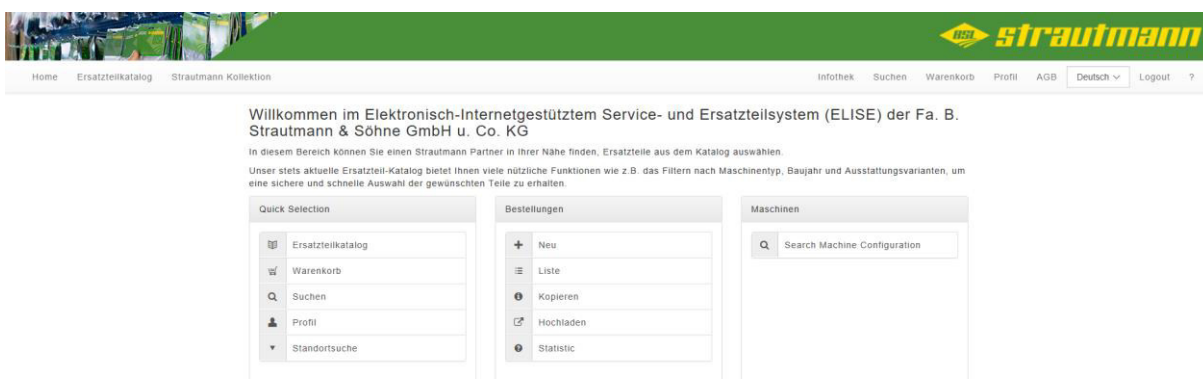 BSL strautmann
Home Ersatzteilkatalog Strautmann Kollektion Infothek Suchen Warenkorb Profil AGB Deutsch Logout ?
Willkommen im Elektronisch-Internetgestütztem Service- und Ersatzteilsystem (ELISE) der Fa. B.
Strautmann & Söhne GmbH u. Co. KG
In diesem Bereich können Sie einen Strautmann Partner in Ihrer Nähe finden, Ersatzteile aus dem Katalog auswählen.
Unser stets aktuelle Ersatzteil-Katalog bietet Ihnen viele nützliche Funktionen wie z.B. das Filtern nach Maschinentyp, Baujahr und Ausstattungsvarianten, um
eine sichere und schnelle Auswahl der gewünschten Teile zu erhalten.
Quick Selection
Ersatzteilkatalog
Warenkorb
Suchen
Profil
Standortsuche
Bestellungen
Neu
Liste
Kopieren
Hochladen
Statistic
Maschinen
Search Machine Configuration